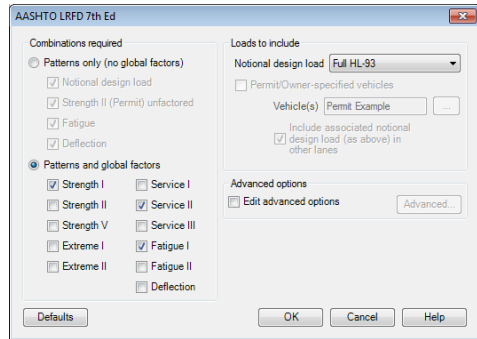 AASHTO LRFD 7th Ed
Combinations required
Patterns only (no global factors)
Notional design load
Strength II (Permit) unfactored
Fatigue
Deflection
Patterns and global factors
Strength I
Service I
Strength II
Service II
Strength V
Service III
Extreme I
Fatigue I
Extreme II
Fatigue II
Deflection
Loads to include
Notional design load Full HL-93
Permit/Owner-specified vehicles
Vehicle(s) Permit Example ...
Include associated notional
design load (as above) in
other lanes
Advanced options
Edit advanced options Advanced...
Defaults OK Cancel Help